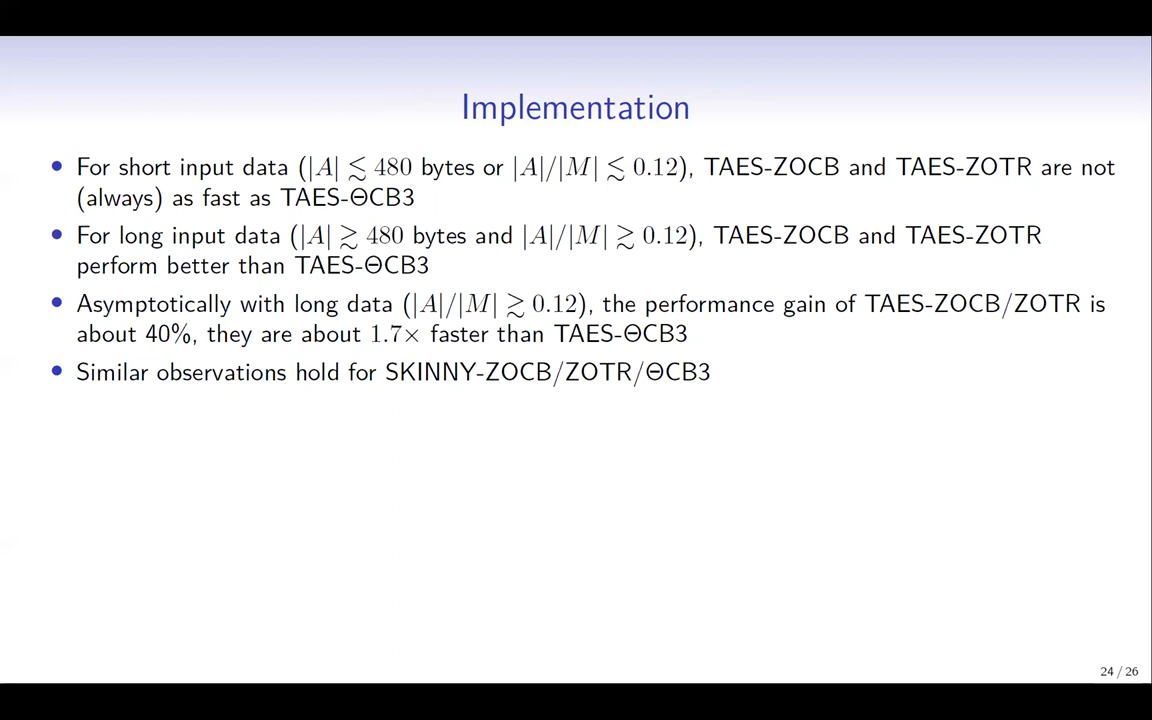 Implementation
• For short input data (|A| ≲ 480 bytes or |A|/|M| ≲ 0.12), TAES-ZOCB and TAES-ZOTR are not
(always) as fast as TAES-ΘCB3
• For long input data (|A| ≳ 480 bytes and |A|/|M| ≳ 0.12), TAES-ZOCB and TAES-ZOTR
perform better than TAES-ΘCB3
• Asymptotically with long data (|A|/|M| ≳ 0.12), the performance gain of TAES-ZOCB/ZOTR is
about 40%, they are about 1.7× faster than TAES-ΘCB3
• Similar observations hold for SKINNY-ZOCB/ZOTR/ΘCB3
24 / 26